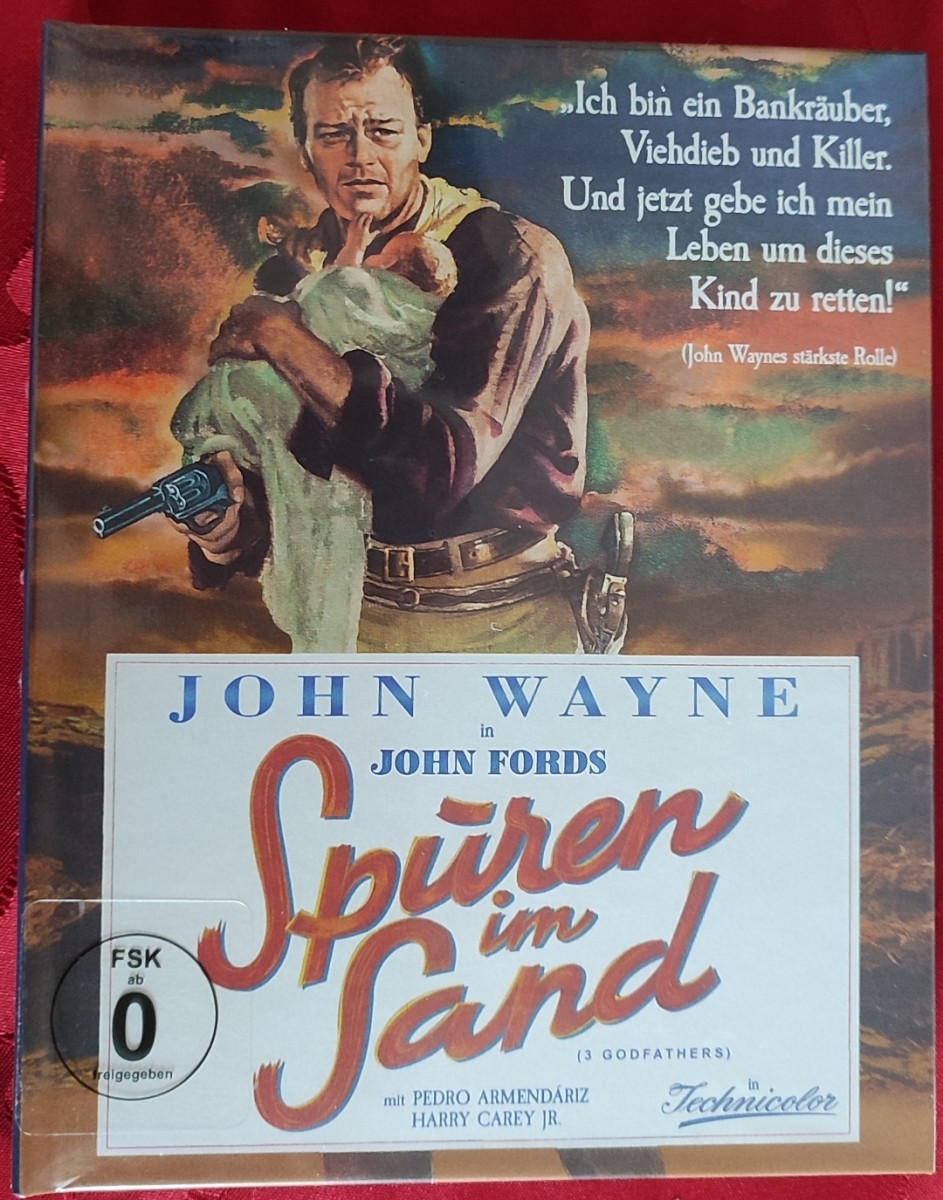 „Ich bin ein Bankräuber,
Viehdieb und Killer.
Und jetzt gebe ich mein
Leben um dieses
Kind zu retten!“
(John Waynes stärkste Rolle)
JOHN WAYNE
in
JOHN FORDS
Spuren
im
Sand
(3 GODFATHERS)
mit PEDRO ARMENDÁRIZ
HARRY CAREY JR.
in
Technicolor
FSK
ab
0
freigegeben